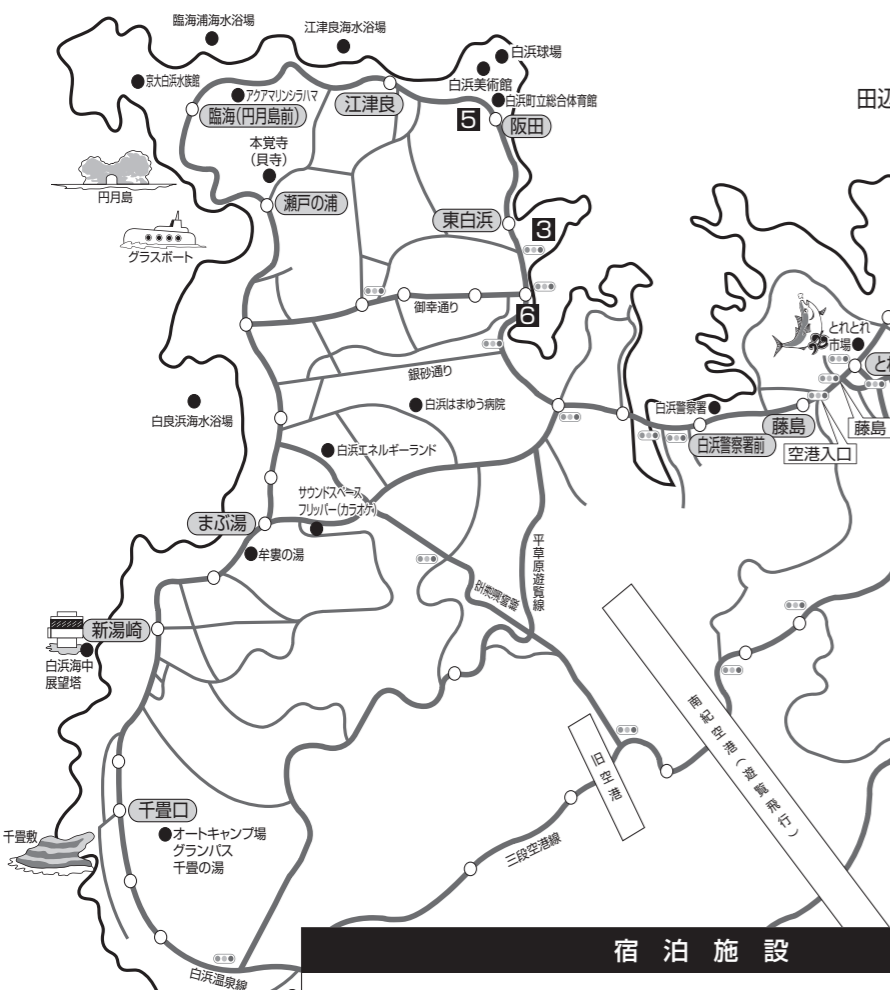 臨海浦海水浴場
江津良海水浴場
白浜球場
京大白浜水族館
アクアマリンシラハマ
白浜美術館
白浜町立総合体育館
田辺
臨海(円月島前)
江津良
5
阪田
本覚寺
(貝寺)
円月島
瀬戸の浦
東白浜
3
グラスボート
御幸通り
6
とれとれ
市場
銀砂通り
白良浜海水浴場
白浜はまゆう病院
白浜警察署
藤島
藤島
白浜警察署前
空港入口
白浜エネルギーランド
サウンドスペース
フリッパー(カラオケ)
まぶ湯
牟婁の湯
平草原遊覧線
新湯崎
白浜海中
展望塔
南紀空港(遊覧飛行)
旧空港
千畳口
千畳敷
オートキャンプ場
グランパス
千畳の湯
三段空港線
宿泊施設
白浜温泉線